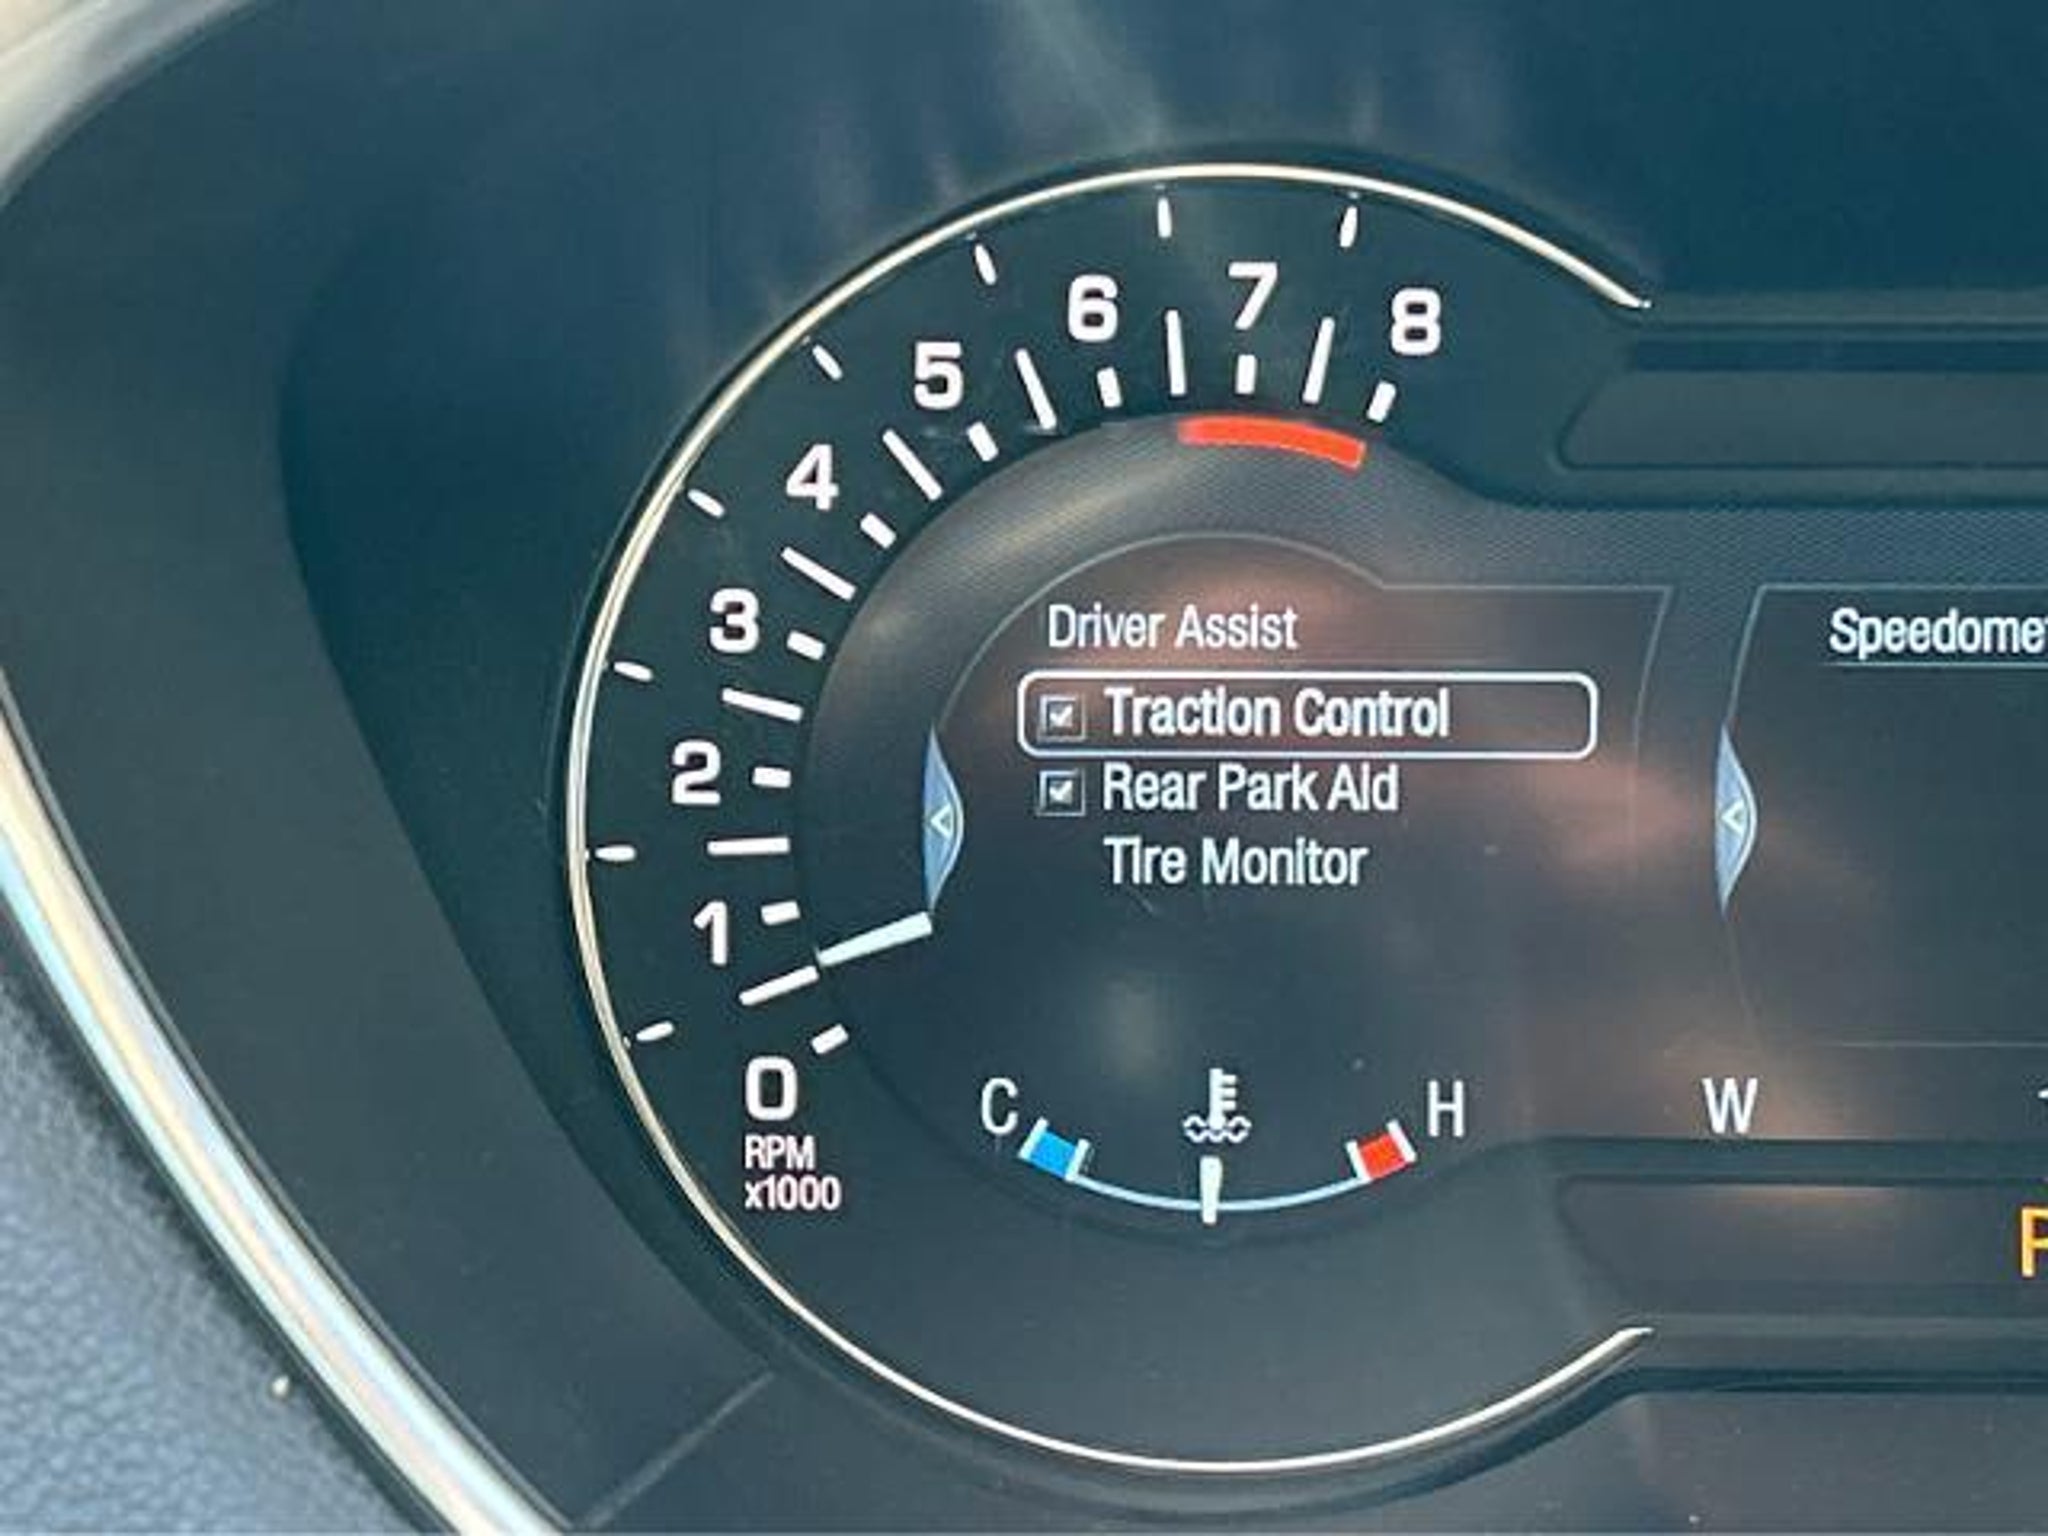 8
7
6
5
4
3
2
1
0
RPM
x1000
Driver Assist
Traction Control
Rear Park Aid
Tire Monitor
C
H
W